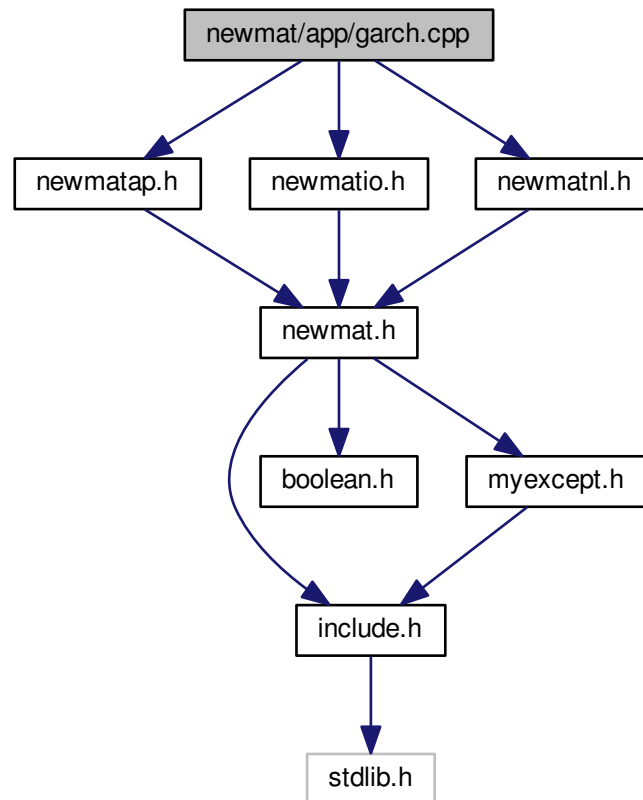 newmat/app/garch.cpp
newmatap.h
newmatio.h
newmatnl.h
newmat.h
boolean.h
myexcept.h
include.h
stdlib.h